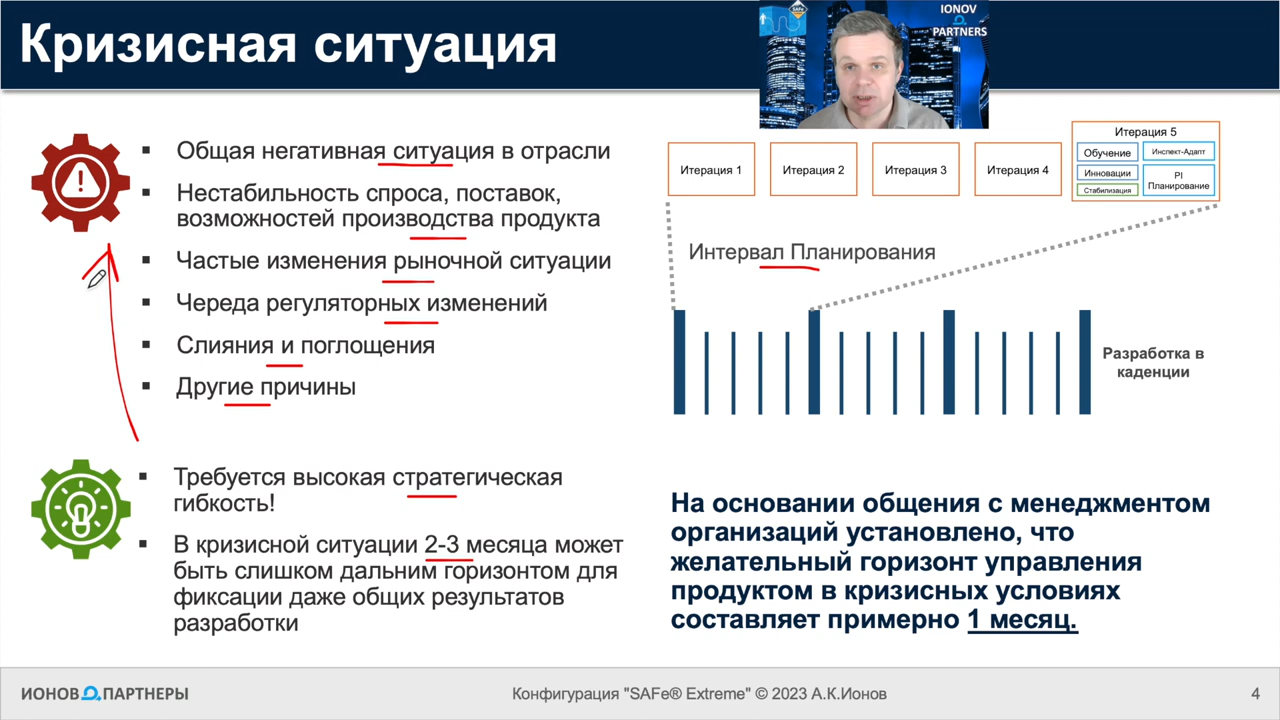 Кризисная ситуация
SAFe
IONOV
PARTNERS
Общая негативная ситуация в отрасли
Нестабильность спроса, поставок,
возможностей производства продукта
Частые изменения рыночной ситуации
Череда регуляторных изменений
Слияния и поглощения
Другие причины
Требуется высокая стратегическая
гибкость!
В кризисной ситуации 2-3 месяца может
быть слишком дальним горизонтом для
фиксации даже общих результатов
разработки
Итерация 1
Итерация 2
Итерация 3
Итерация 4
Итерация 5
Обучение
Инспект-Адапт
Инновации
Стабилизация
PI
Планирование
Интервал Планирования
Разработка в
каденции
На основании общения с менеджментом
организаций установлено, что
желательный горизонт управления
продуктом в кризисных условиях
составляет примерно 1 месяц.
ИОНОВ ПАРТНЕРЫ
Конфигурация "SAFe® Extreme" © 2023 А.К.Ионов
4